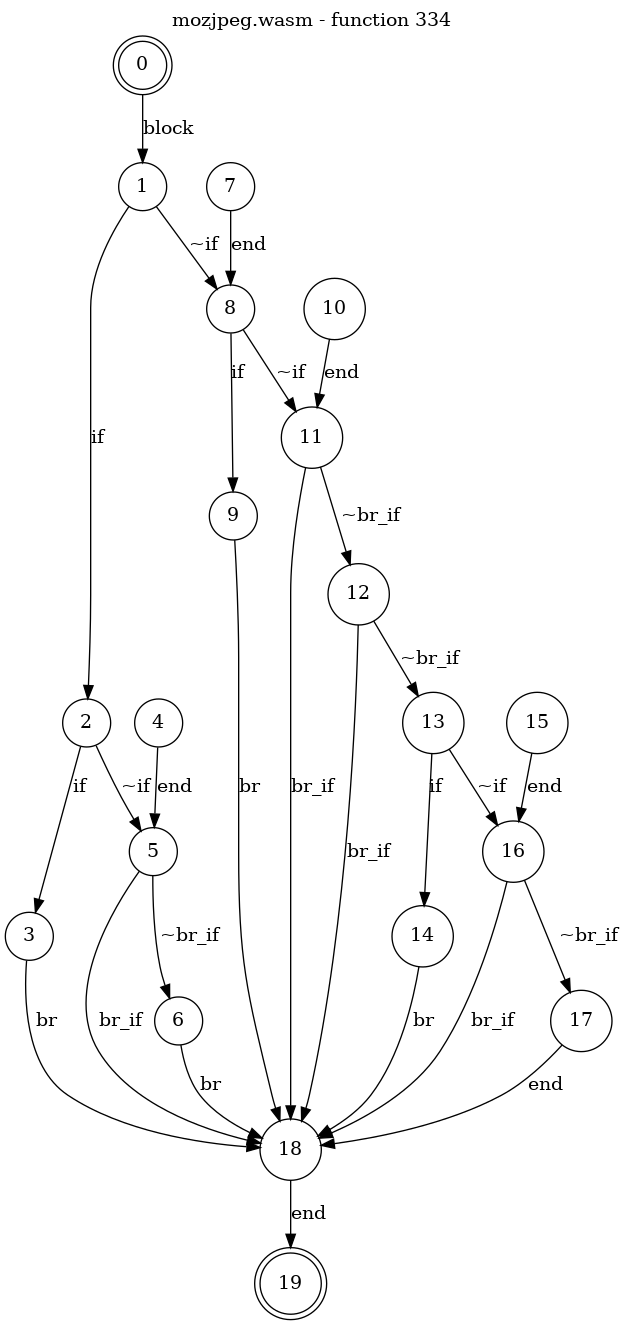 mozjpeg.wasm - function 334
0
block
1
7
~if
end
8
10
if
~if
end
if
11
9
~br_if
12
~br_if
2
4
13
15
if
~if
end
br
br_if
if
~if
end
5
br_if
16
3
14
~br_if
~br_if
br
br_if
6
br
br_if
17
br
end
18
end
19